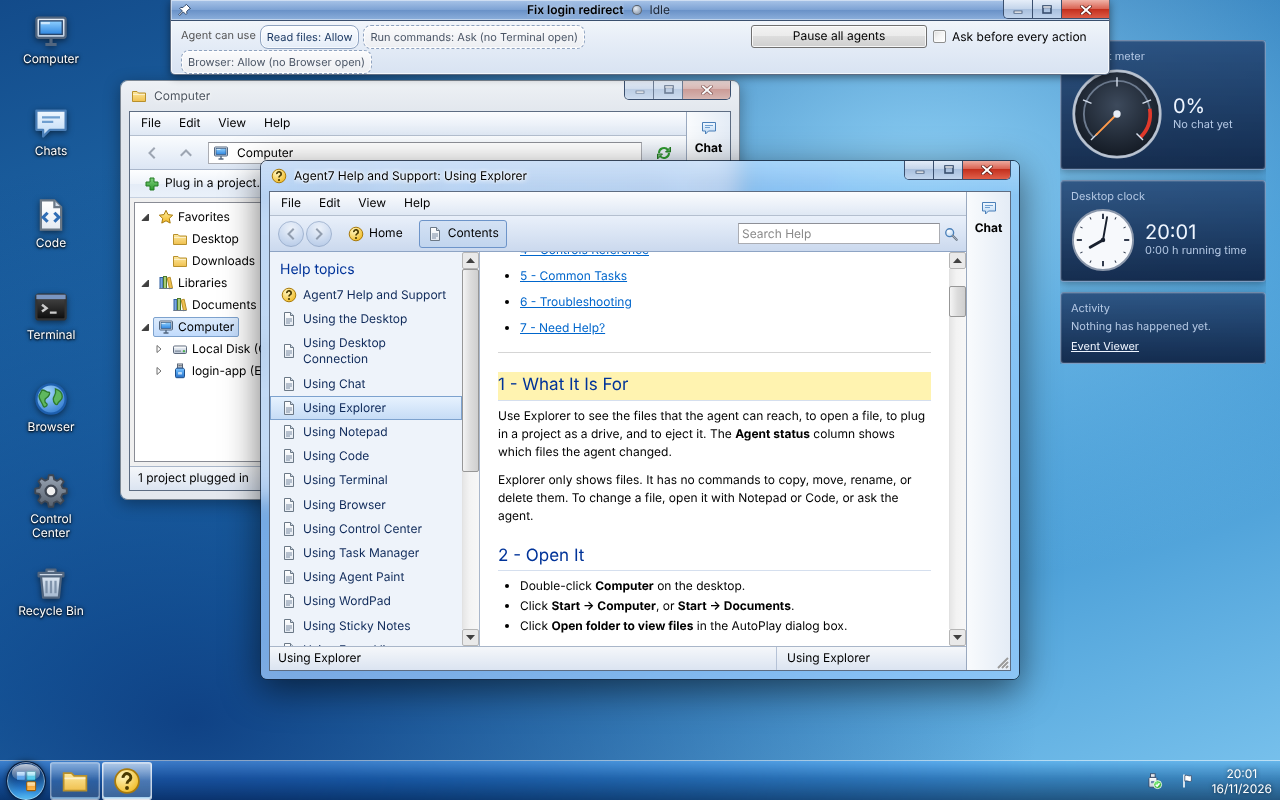 Fix login redirect
Idle
Agent can use
Read files: Allow
Run commands: Ask (no Terminal open)
Browser: Allow (no Browser open)
Pause all agents
Ask before every action
Computer
Chats
Code
Terminal
Browser
Control
Center
Recycle Bin
Computer
File
Edit
View
Help
Computer
Chat
Plug in a project.
Favorites
Desktop
Downloads
Libraries
Documents
Computer
Local Disk (
login-app (E
1 project plugged in
Agent7 Help and Support: Using Explorer
File
Edit
View
Help
Home
Contents
Search Help
Chat
Help topics
Agent7 Help and Support
Using the Desktop
Using Desktop
Connection
Using Chat
Using Explorer
Using Notepad
Using Code
Using Terminal
Using Browser
Using Control Center
Using Task Manager
Using Agent Paint
Using WordPad
Using Sticky Notes
4 - Controls Reference
5 - Common Tasks
6 - Troubleshooting
7 - Need Help?
1 - What It Is For
Use Explorer to see the files that the agent can reach, to open a file, to plug
in a project as a drive, and to eject it. The Agent status column shows
which files the agent changed.
Explorer only shows files. It has no commands to copy, move, rename, or
delete them. To change a file, open it with Notepad or Code, or ask the
agent.
2 - Open It
Double-click Computer on the desktop.
Click Start → Computer, or Start → Documents.
Click Open folder to view files in the AutoPlay dialog box.
Using Explorer
Using Explorer
meter
0%
No chat yet
Desktop clock
20:01
0:00 h running time
Activity
Nothing has happened yet.
Event Viewer
20:01
16/11/2026